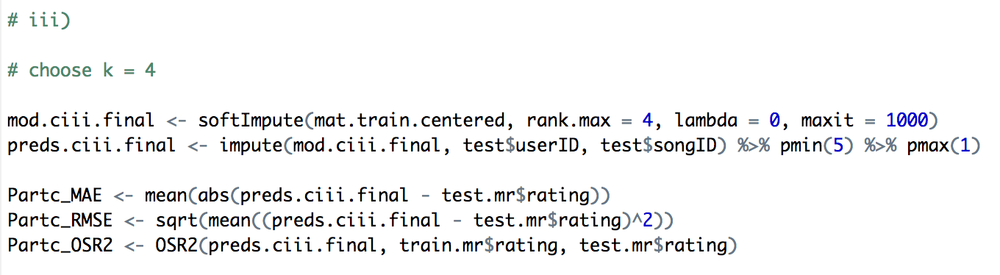 # iii)
# choose k = 4
mod.ciii.final <- softImpute(mat.train.centered, rank.max = 4, lambda = 0, maxit = 1000)
preds.ciii.final <- impute(mod.ciii.final, test$userID, test$songID) %>% pmin(5) %>% pmax(1)
Partc_MAE <- mean(abs(preds.ciii.final - test.mr$rating))
Partc_RMSE <- sqrt(mean((preds.ciii.final - test.mr$rating)^2))
Partc_OSR2 <- OSR2(preds.ciii.final, train.mr$rating, test.mr$rating)